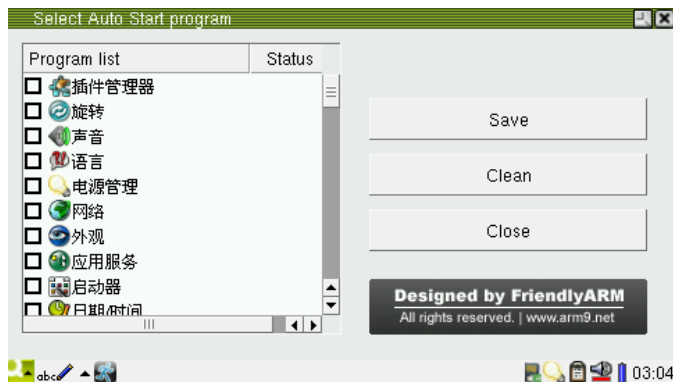 Select Auto Start program
Program list Status
插件管理器
旋转
声音
语言
电源管理
网络
外观
应用服务
启动器
日期/时间
Save
Clean
Close
Designed by FriendlyARM
All rights reserved. | www.arm9.net
abc 03:04